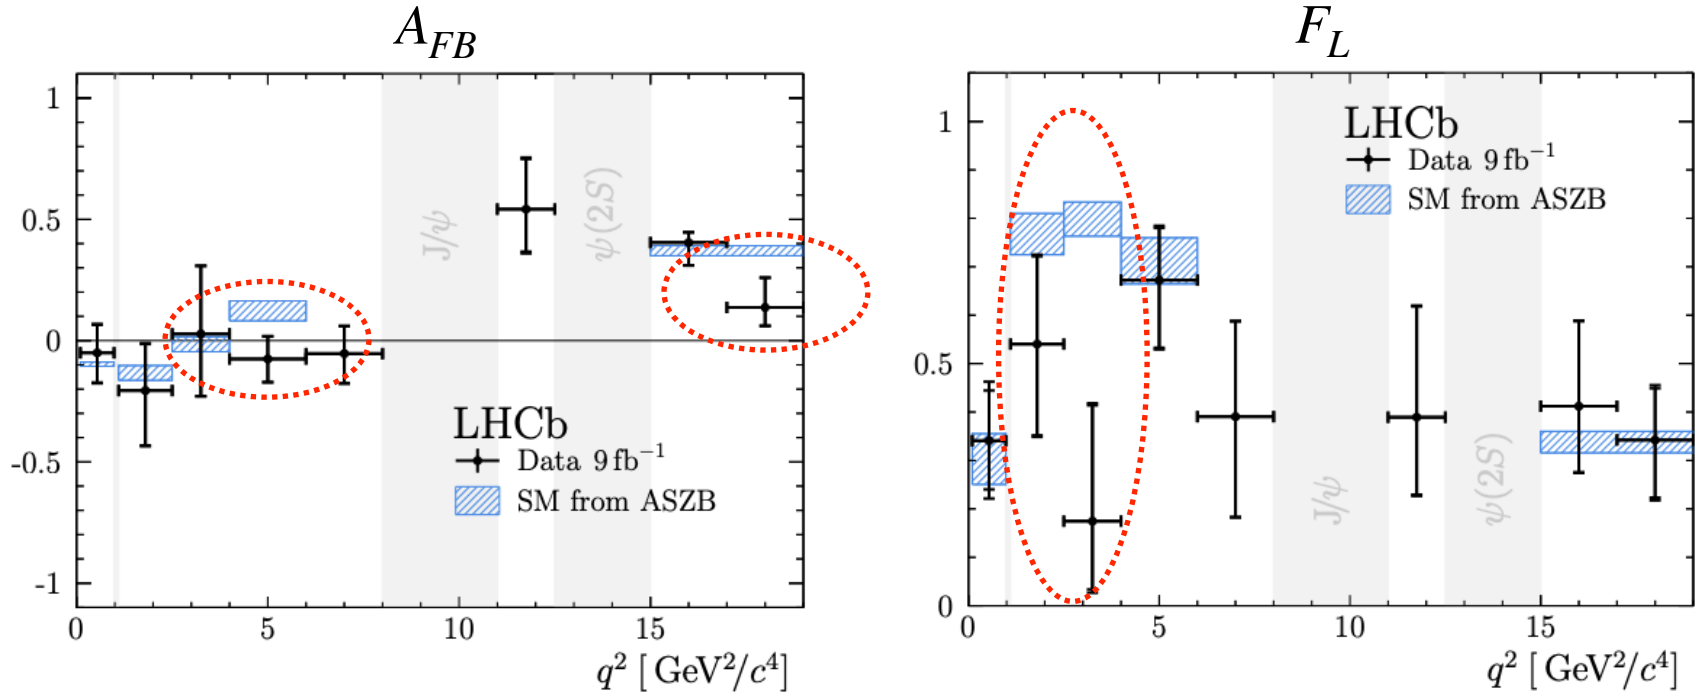 A_{FB}
1
0.5
0
-0.5
-1
J/ψ
ψ(2S)
LHCb
Data 9 fb⁻¹
SM from ASZB
0 5 10 15
q² [ GeV²/c⁴]
F_L
1
0.5
0
LHCb
Data 9 fb⁻¹
SM from ASZB
J/ψ
ψ(2S)
0 5 10 15
q² [ GeV²/c⁴]